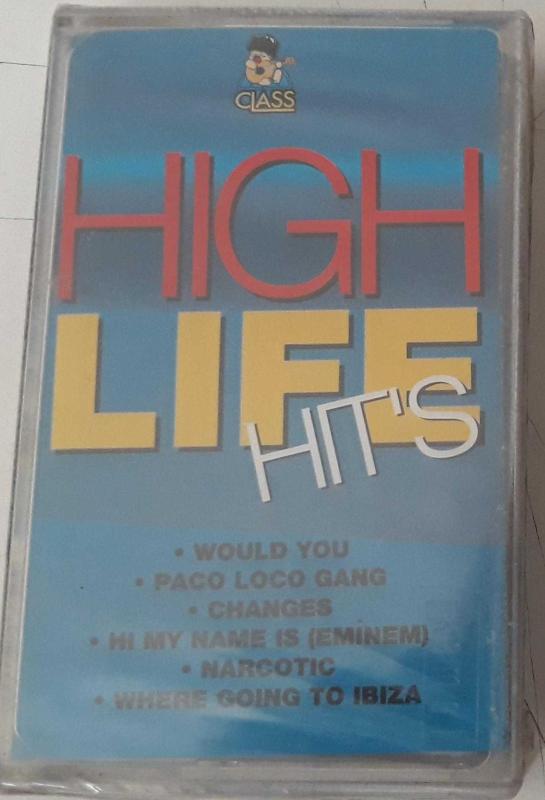 CLASS
HIGH
LIFE
HIT'S
• WOULD YOU
• PACO LOCO GANG
• CHANGES
• HI MY NAME IS (EMINEM)
• NARCOTIC
• WHERE GOING TO IBIZA